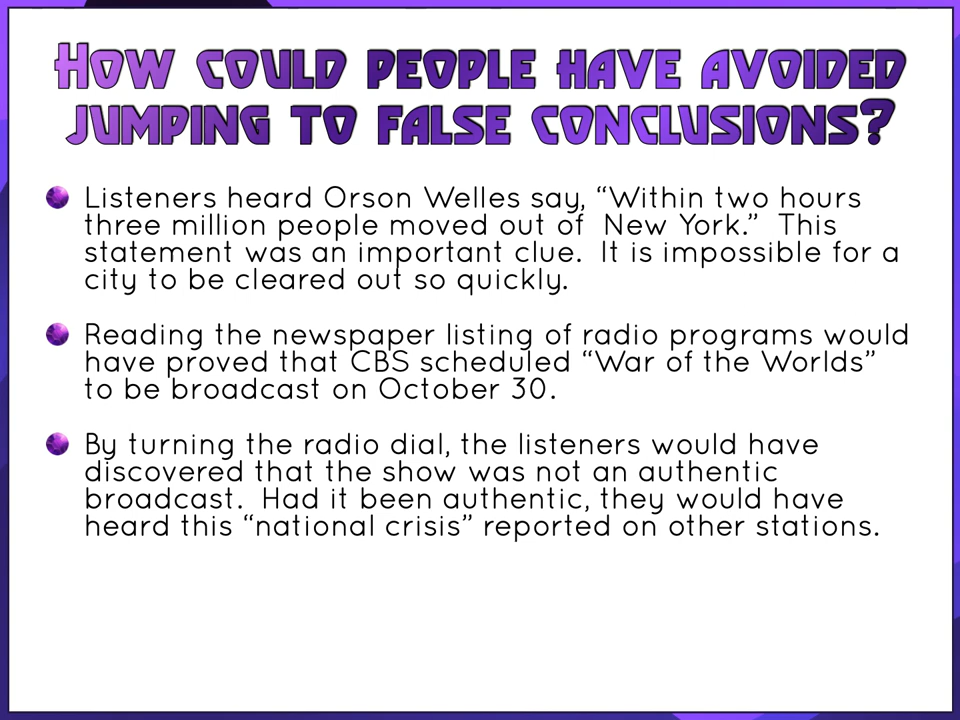 How could people have avoided
jumping to false conclusions?
Listeners heard Orson Welles say, “Within two hours
three million people moved out of  New York.”  This
statement was an important clue.  It is impossible for a
city to be cleared out so quickly.
Reading the newspaper listing of radio programs would
have proved that CBS scheduled “War of the Worlds”
to be broadcast on October 30.
By turning the radio dial, the listeners would have
discovered that the show was not an authentic
broadcast.  Had it been authentic, they would have
heard this “national crisis” reported on other stations.